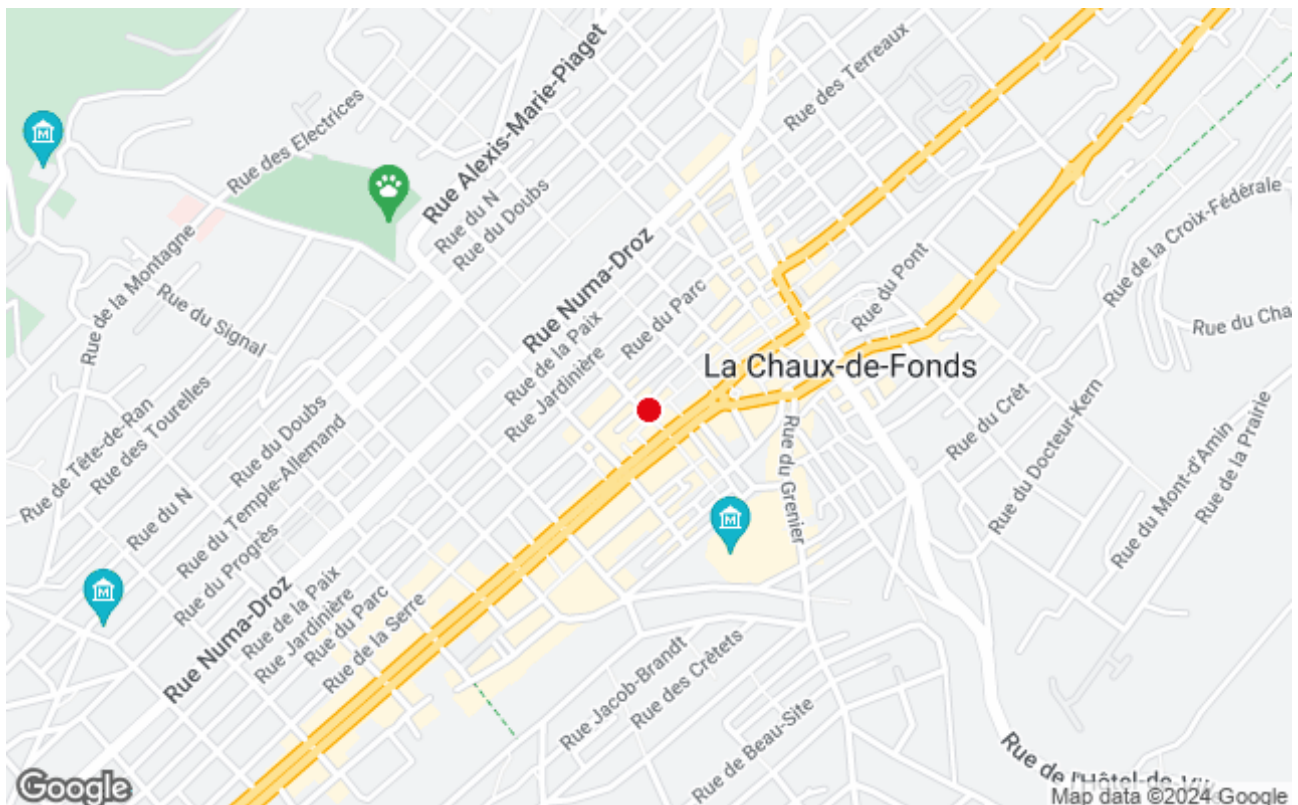 Rue des Terreaux
Rue Alexis-Marie-Piaget
Rue des Electrices
Rue du N
Rue du Doubs
Rue du Pont
Rue de la Croix-Fédérale
Rue de la Montagne
Rue du Signal
Rue Numa-Droz
Rue du Parc
Rue de la Paix
Rue Jardinière
Rue du Cha
La Chaux-de-Fonds
Rue de Tête-de-Ran
Rue des Tourelles
Rue du Doubs
Rue du Temple-Allemand
Rue du N
Rue du Progrès
Rue du Grenier
Rue du Crêt
Rue du Docteur-Kern
Rue du Mont-d'Amin
Rue de la Prairie
Rue Numa-Droz
Rue de la Paix
Rue Jardinière
Rue du Parc
Rue de la Serre
Rue Jacob-Brandt
Rue des Crêtets
Rue de Beau-Site
Rue de l'Hôtel-de-Vil
Google
Map data ©2024 Google